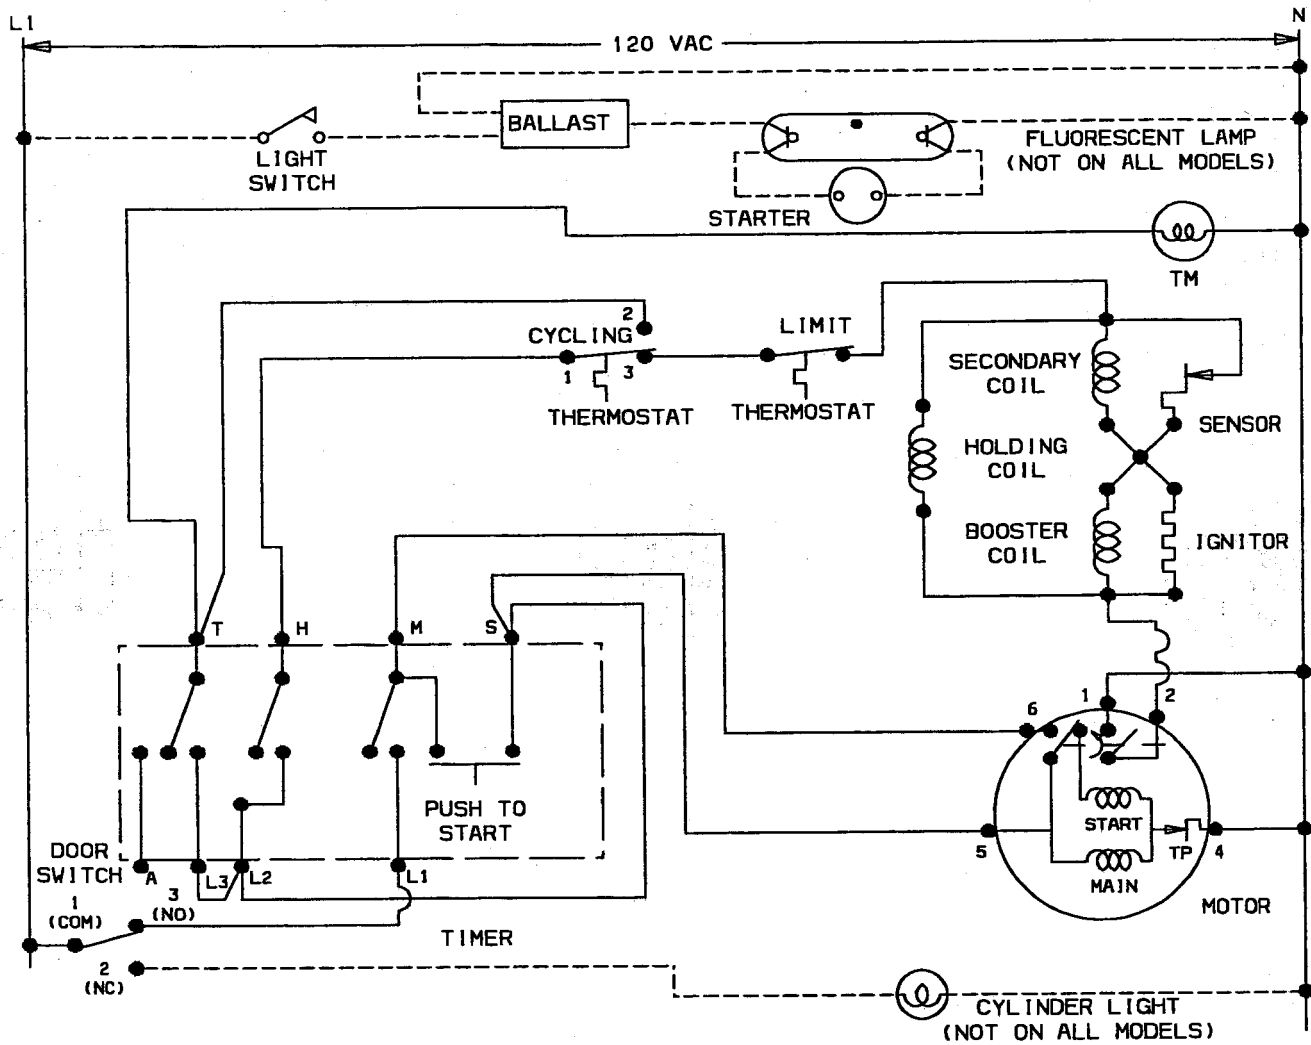 L1
N
120 VAC
BALLAST
LIGHT
SWITCH
FLUORESCENT LAMP
(NOT ON ALL MODELS)
STARTER
TM
2
CYCLING
1
3
THERMOSTAT
LIMIT
THERMOSTAT
SECONDARY
COIL
SENSOR
HOLDING
COIL
BOOSTER
COIL
IGNITOR
T
H
M
S
PUSH TO
START
DOOR
SWITCH
A
L3
L2
L1
1
(COM)
3
(NO)
2
(NC)
TIMER
6
1
2
5
START
TP
4
MAIN
MOTOR
CYLINDER LIGHT
(NOT ON ALL MODELS)